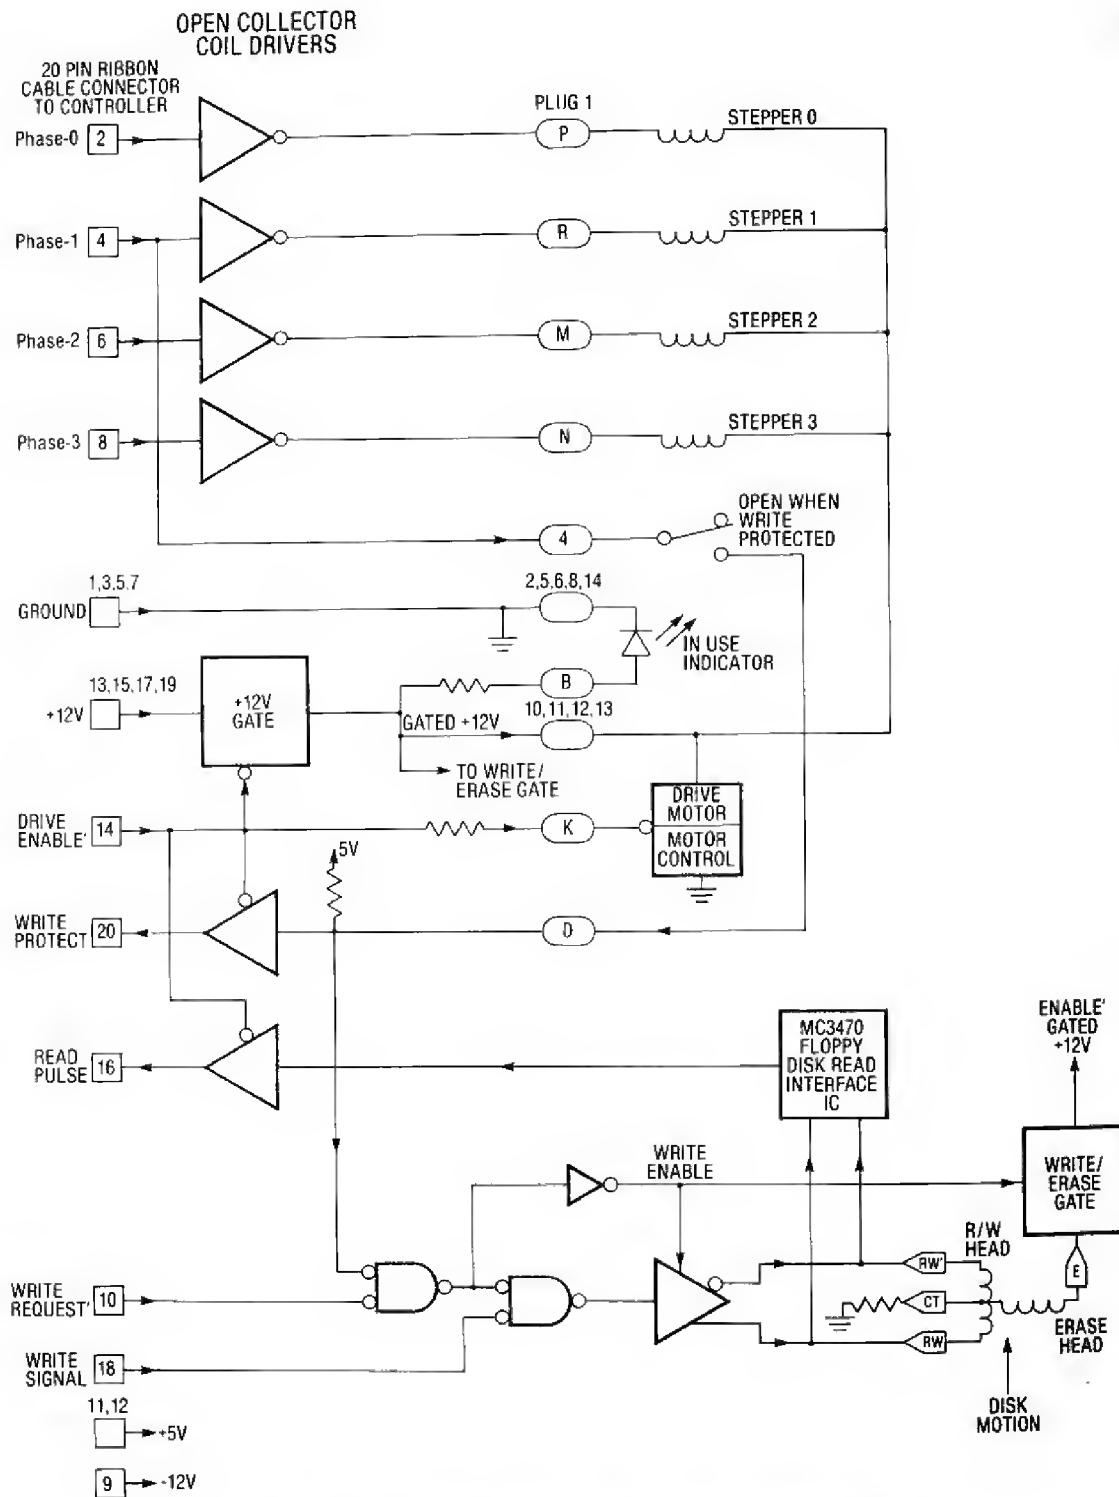 OPEN COLLECTOR
COIL DRIVERS
20 PIN RIBBON
CABLE CONNECTOR
TO CONTROLLER
PLUG 1
Phase-0 2 P STEPPER 0
Phase-1 4 R STEPPER 1
Phase-2 6 M STEPPER 2
Phase-3 8 N STEPPER 3
4
OPEN WHEN
WRITE
PROTECTED
1,3,5,7
GROUND
2,5,6,8,14
IN USE
INDICATOR
13,15,17,19
+12V
+12V
GATE
B
GATED +12V
10,11,12,13
TO WRITE/
ERASE GATE
DRIVE
ENABLE'
14
K
DRIVE
MOTOR
MOTOR
CONTROL
5V
WRITE
PROTECT
20
D
READ
PULSE
16
MC3470
FLOPPY
DISK READ
INTERFACE
IC
ENABLE'
GATED
+12V
WRITE
ENABLE
WRITE/
ERASE
GATE
R/W
HEAD
RW'
E
WRITE
REQUEST'
10
CT
ERASE
HEAD
RW
WRITE
SIGNAL
18
DISK
MOTION
11,12
+5V
9
-12V